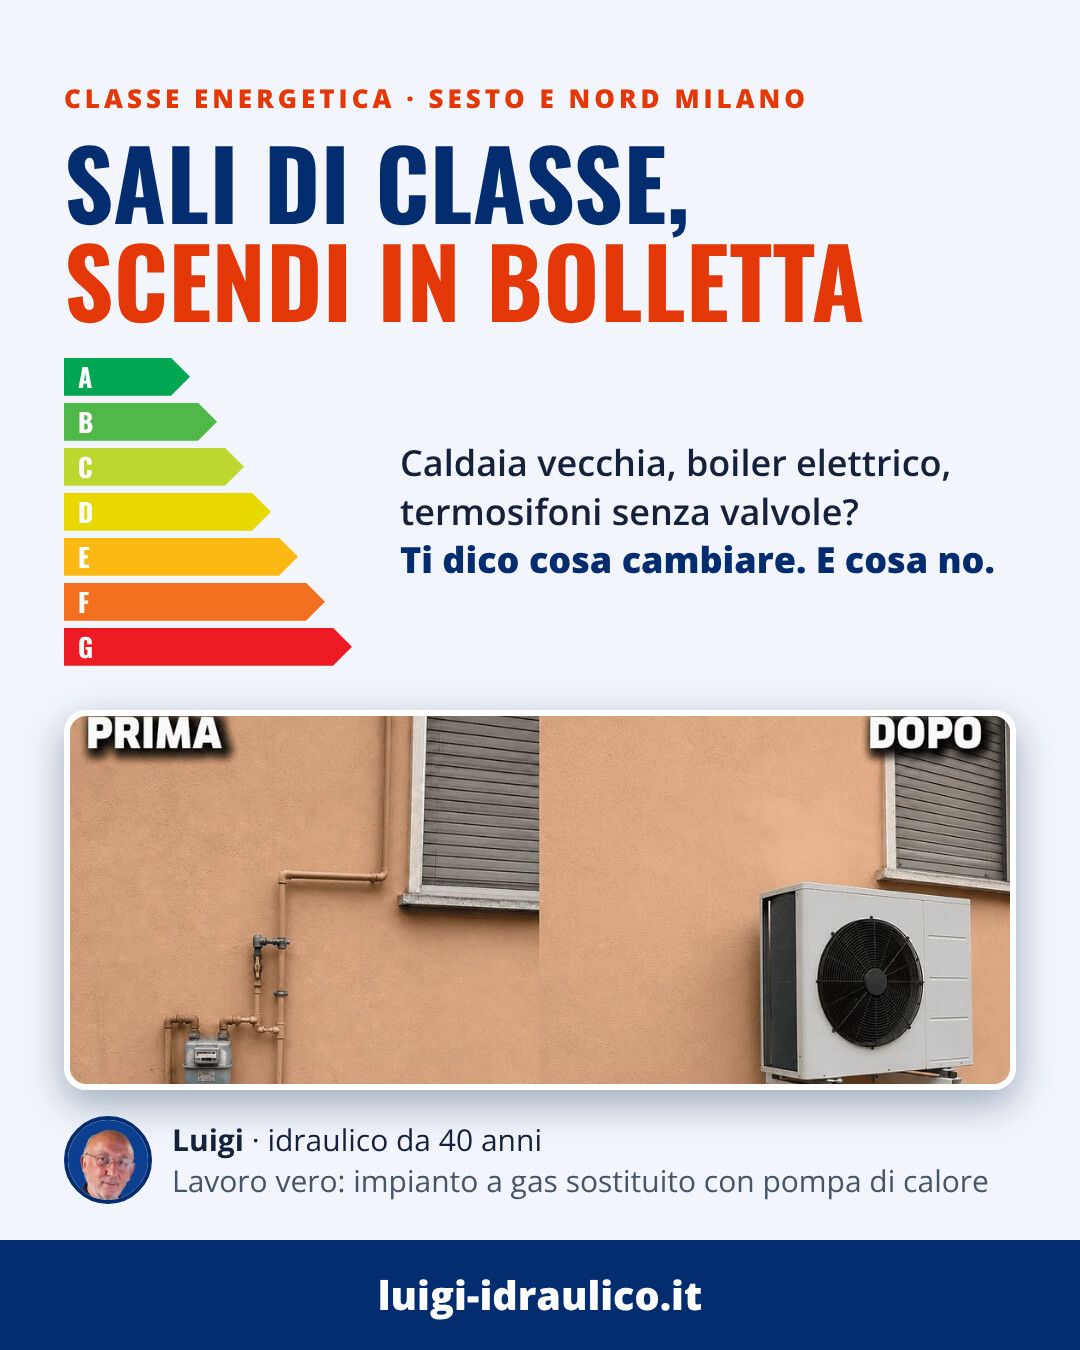 CLASSE ENERGETICA · SESTO E NORD MILANO
SALI DI CLASSE,
SCENDI IN BOLLETTA
A
B
C
D
E
F
G
Caldaia vecchia, boiler elettrico,
termosifoni senza valvole?
Ti dico cosa cambiare. E cosa no.
PRIMA
DOPO
Luigi · idraulico da 40 anni
Lavoro vero: impianto a gas sostituito con pompa di calore
luigi-idraulico.it